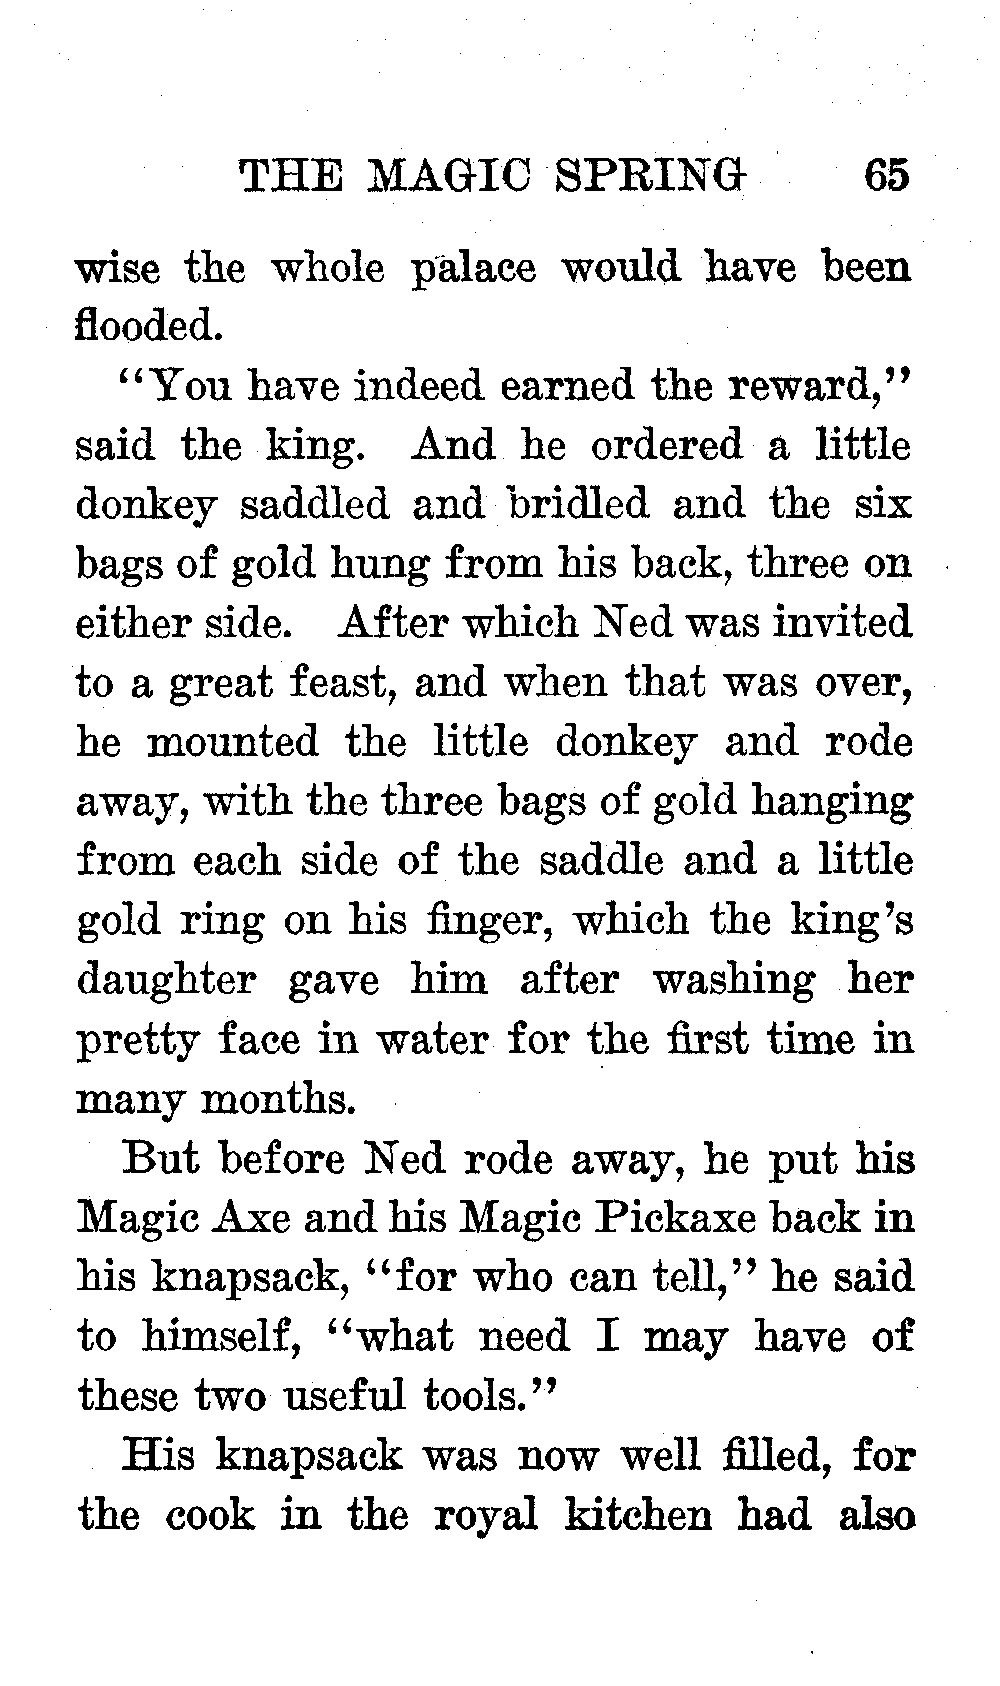 THE MAGIC SPRING 65
wise the whole palace would have been
flooded.
"You have indeed earned the reward,"
said the king. And he ordered a little
donkey saddled and bridled and the six
bags of gold hung from his back, three on
either side. After which Ned was invited
to a great feast, and when that was over,
he mounted the little donkey and rode
away, with the three bags of gold hanging
from each side of the saddle and a little
gold ring on his finger, which the king's
daughter gave him after washing her
pretty face in water for the first time in
many months.
But before Ned rode away, he put his
Magic Axe and his Magic Pickaxe back in
his knapsack, "for who can tell," he said
to himself, "what need I may have of
these two useful tools."
His knapsack was now well filled, for
the cook in the royal kitchen had also